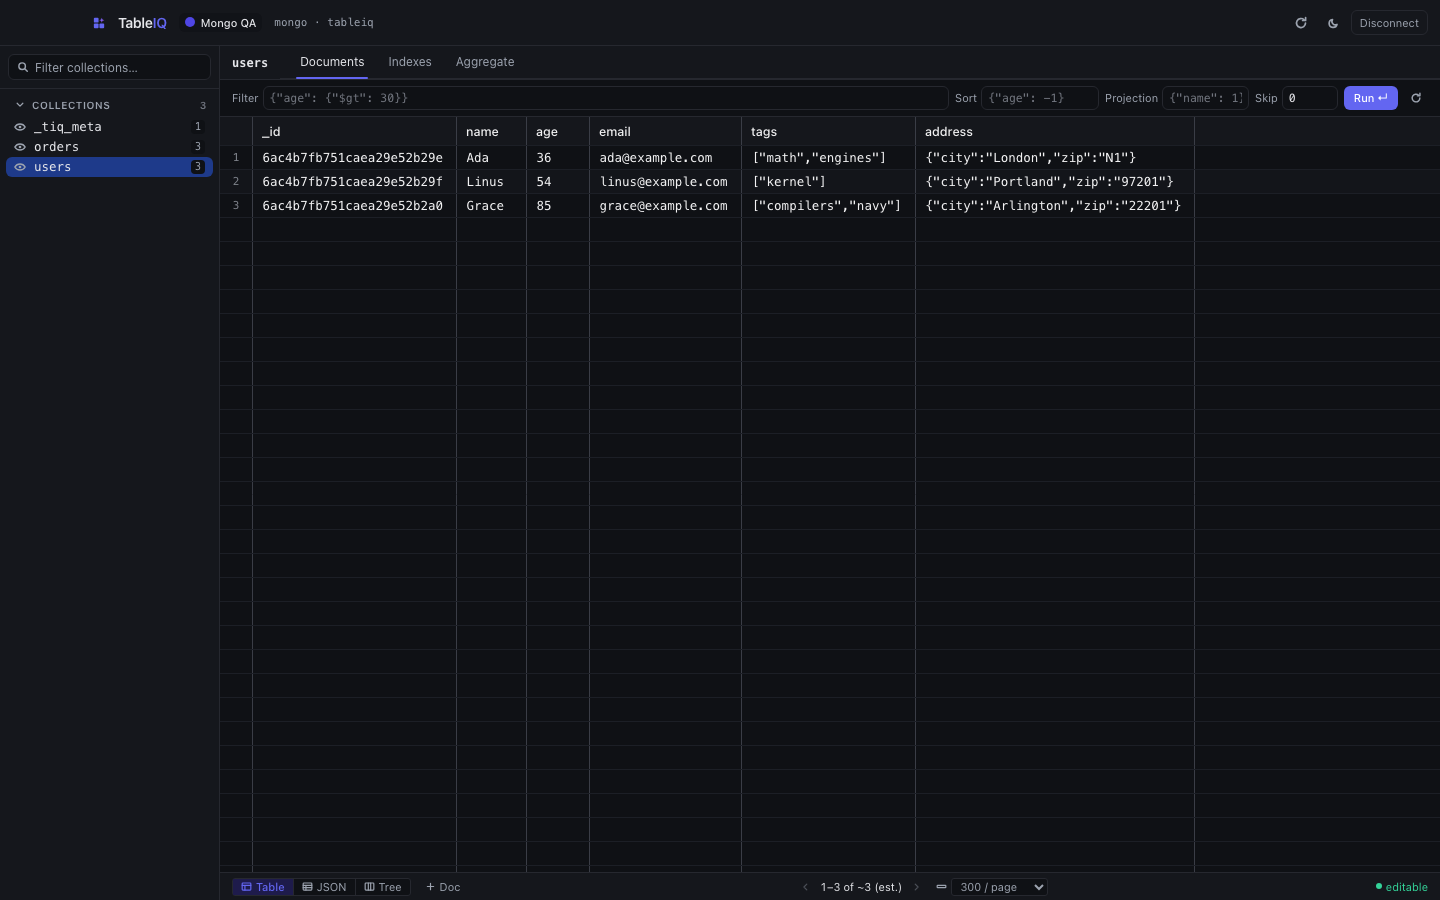 TableIQ Mongo QA mongo · tableiq Disconnect
Filter collections...
COLLECTIONS 3
_tiq_meta 1
orders 3
users 3
users Documents Indexes Aggregate
Filter {"age": {"$gt": 30}} Sort {"age": −1} Projection {"name": 1} Skip 0 Run ↵
_id name age email tags address
1 6ac4b7fb751caea29e52b29e Ada 36 ada@example.com ["math","engines"] {"city":"London","zip":"N1"}
2 6ac4b7fb751caea29e52b29f Linus 54 linus@example.com ["kernel"] {"city":"Portland","zip":"97201"}
3 6ac4b7fb751caea29e52b2a0 Grace 85 grace@example.com ["compilers","navy"] {"city":"Arlington","zip":"22201"}
Table JSON Tree + Doc 1–3 of ~3 (est.) 300 / page editable